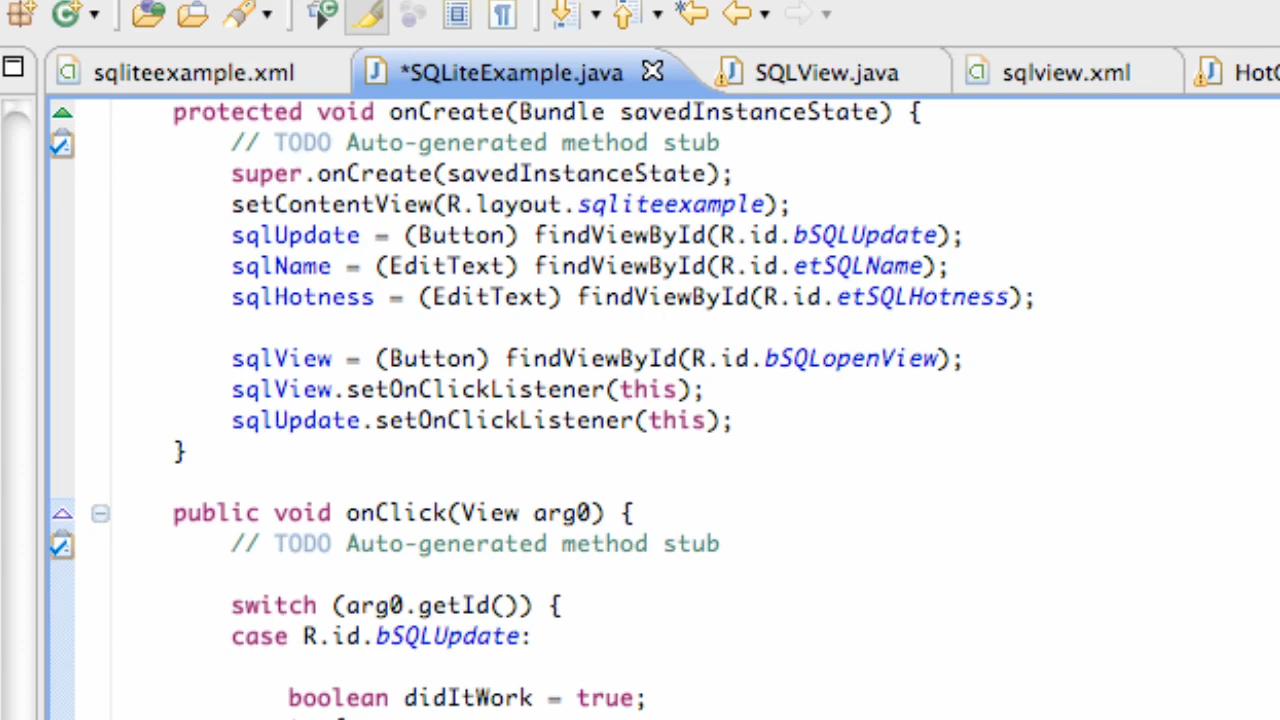 sqliteexample.xml *SQLiteExample.java SQLView.java sqlview.xml
protected void onCreate(Bundle savedInstanceState) {
// TODO Auto-generated method stub
super.onCreate(savedInstanceState);
setContentView(R.layout.sqliteexample);
sqlUpdate = (Button) findViewById(R.id.bSQLUpdate);
sqlName = (EditText) findViewById(R.id.etSQLName);
sqlHotness = (EditText) findViewById(R.id.etSQLHotness);
sqlView = (Button) findViewById(R.id.bSQLopenView);
sqlView.setOnClickListener(this);
sqlUpdate.setOnClickListener(this);
}
public void onClick(View arg0) {
// TODO Auto-generated method stub
switch (arg0.getId()) {
case R.id.bSQLUpdate:
boolean didItWork = true;